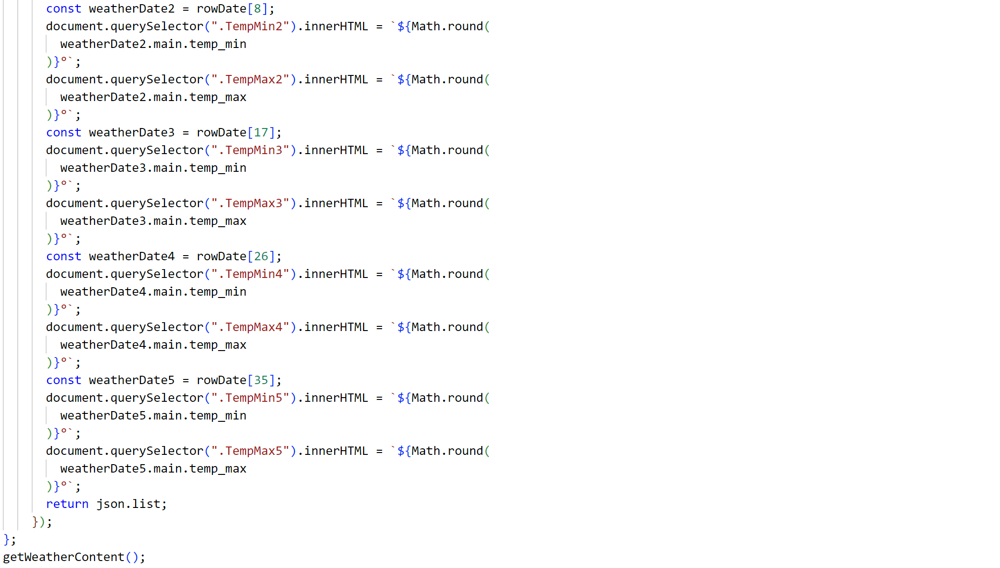 const weatherDate2 = rowDate[8];
document.querySelector(".TempMin2").innerHTML = `${Math.round(
weatherDate2.main.temp_min
)}°`;
document.querySelector(".TempMax2").innerHTML = `${Math.round(
weatherDate2.main.temp_max
)}°`;
const weatherDate3 = rowDate[17];
document.querySelector(".TempMin3").innerHTML = `${Math.round(
weatherDate3.main.temp_min
)}°`;
document.querySelector(".TempMax3").innerHTML = `${Math.round(
weatherDate3.main.temp_max
)}°`;
const weatherDate4 = rowDate[26];
document.querySelector(".TempMin4").innerHTML = `${Math.round(
weatherDate4.main.temp_min
)}°`;
document.querySelector(".TempMax4").innerHTML = `${Math.round(
weatherDate4.main.temp_max
)}°`;
const weatherDate5 = rowDate[35];
document.querySelector(".TempMin5").innerHTML = `${Math.round(
weatherDate5.main.temp_min
)}°`;
document.querySelector(".TempMax5").innerHTML = `${Math.round(
weatherDate5.main.temp_max
)}°`;
return json.list;
});
};
getWeatherContent();